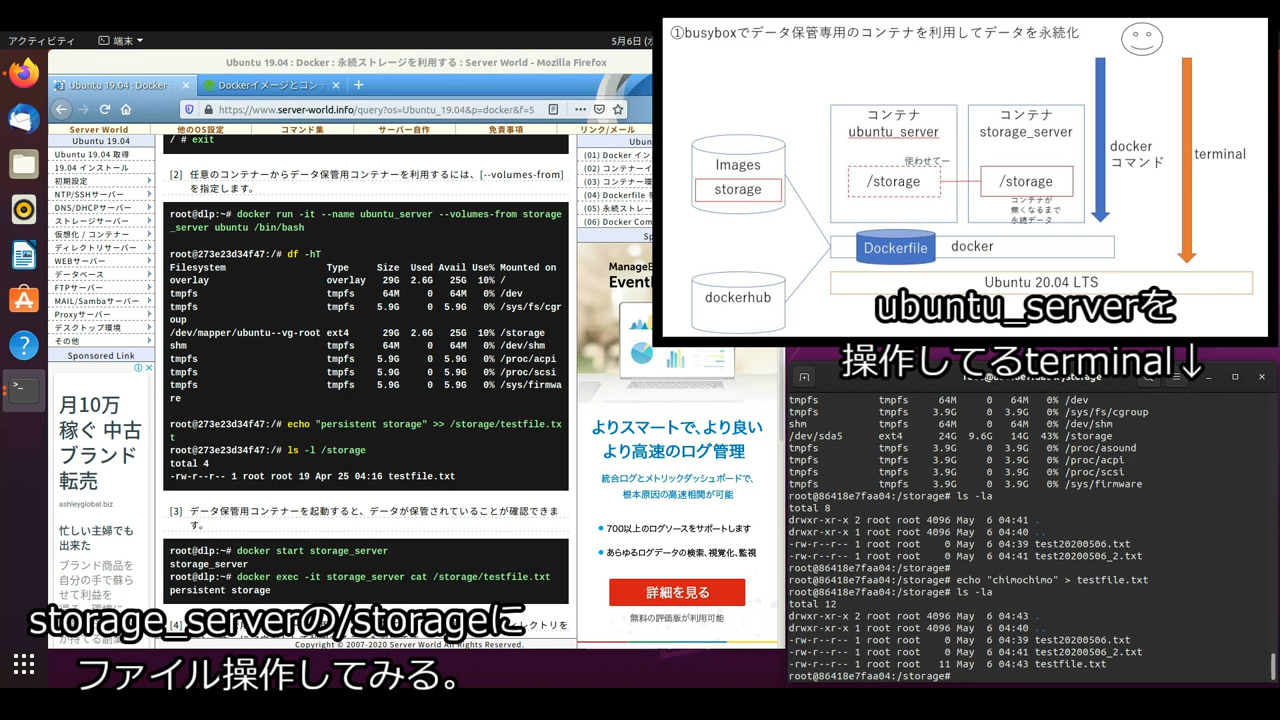 アクティビティ
端末
5月6日 (水
Ubuntu 19.04 : Docker : 永続ストレージを利用する : Server World - Mozilla Firefox
Ubuntu 19.04 : Docker :
Dockerイメージとコンテ
https://www.server-world.info/query?os=Ubuntu_19.04&p=docker&f=5
Server World
他のOS設定
コマンド集
サーバー自作
免責事項
リンク/メール
Ubuntu 19.04
Ubuntu 19.04 取得
19.04 インストール
初期設定
NTP/SSHサーバー
DNS/DHCPサーバー
ストレージサーバー
仮想化 / コンテナー
ディレクトリサーバー
WEBサーバー
データベース
FTPサーバー
MAIL/Sambaサーバー
Proxyサーバー
デスクトップ環境
その他
Sponsored Link
月10万
稼ぐ 中古
ブランド
転売
ashleyglobal.biz
忙しい主婦でも
出来た
ブランド商品を
自分の手で蘇ら
せて利益を
/ # exit
[2] 任意のコンテナーからデータ保管用コンテナーを利用するには、[--volumes-from]
を指定します。
root@dlp:~# docker run -it --name ubuntu_server --volumes-from storage
_server ubuntu /bin/bash
root@273e23d34f47:/# df -hT
Filesystem Type Size Used Avail Use% Mounted on
overlay overlay 29G 2.6G 25G 10% /
tmpfs tmpfs 64M 0 64M 0% /dev
tmpfs tmpfs 5.9G 0 5.9G 0% /sys/fs/cgr
oup
/dev/mapper/ubuntu--vg-root ext4 29G 2.6G 25G 10% /storage
shm tmpfs 64M 0 64M 0% /dev/shm
tmpfs tmpfs 5.9G 0 5.9G 0% /proc/acpi
tmpfs tmpfs 5.9G 0 5.9G 0% /proc/scsi
tmpfs tmpfs 5.9G 0 5.9G 0% /sys/firmwa
re
root@273e23d34f47:/# echo "persistent storage" >> /storage/testfile.tx
t
root@273e23d34f47:/# ls -l /storage
total 4
-rw-r--r-- 1 root root 19 Apr 25 04:16 testfile.txt
[3] データ保管用コンテナーを起動すると、データが保管されていることが確認できま
す。
root@dlp:~# docker start storage_server
storage_server
root@dlp:~# docker exec -it storage_server cat /storage/testfile.txt
persistent storage
Copyright © 2007-2020 Server World All Rights Reserved.
Ubu
(01) Docker イン
(02) コンテナーイ
(03) コンテナー環
(04) Dockerfile を
(05) 永続ストレー
(06) Docker Com
Sp
ManageE
Event
よりスマートで、より良い
より高速のログ管理
統合ログとメトリックダッシュボードで、
根本原因の高速相関が可能
700以上のログソースをサポートします
あらゆるログデータの検索、視覚化、監視
詳細を見る
無料の評価版が利用可能
①busyboxでデータ保管専用のコンテナを利用してデータを永続化
コンテナ
ubuntu_server
コンテナ
storage_server
使わせてー
/storage
/storage
コンテナが
無くなるまで
永続データ
Images
storage
dockerhub
Dockerfile
docker
Ubuntu 20.04 LTS
docker
コマンド
terminal
ubuntu_serverを
操作してるterminal↓
tmpfs tmpfs 64M 0 64M 0% /dev
tmpfs tmpfs 3.9G 0 3.9G 0% /sys/fs/cgroup
shm tmpfs 64M 0 64M 0% /dev/shm
/dev/sda5 ext4 24G 9.6G 14G 43% /storage
tmpfs tmpfs 3.9G 0 3.9G 0% /proc/asound
tmpfs tmpfs 3.9G 0 3.9G 0% /proc/acpi
tmpfs tmpfs 3.9G 0 3.9G 0% /proc/scsi
tmpfs tmpfs 3.9G 0 3.9G 0% /sys/firmware
root@86418e7faa04:/storage# ls -la
total 8
drwxr-xr-x 2 root root 4096 May 6 04:41 .
drwxr-xr-x 1 root root 4096 May 6 04:40 ..
-rw-r--r-- 1 root root 0 May 6 04:39 test20200506.txt
-rw-r--r-- 1 root root 0 May 6 04:41 test20200506_2.txt
root@86418e7faa04:/storage#
root@86418e7faa04:/storage# echo "chimochimo" > testfile.txt
root@86418e7faa04:/storage# ls -la
total 12
drwxr-xr-x 2 root root 4096 May 6 04:43 .
drwxr-xr-x 1 root root 4096 May 6 04:40 ..
-rw-r--r-- 1 root root 0 May 6 04:39 test20200506.txt
-rw-r--r-- 1 root root 0 May 6 04:41 test20200506_2.txt
-rw-r--r-- 1 root root 11 May 6 04:43 testfile.txt
root@86418e7faa04:/storage#
storage_serverの/storageに
ファイル操作してみる。